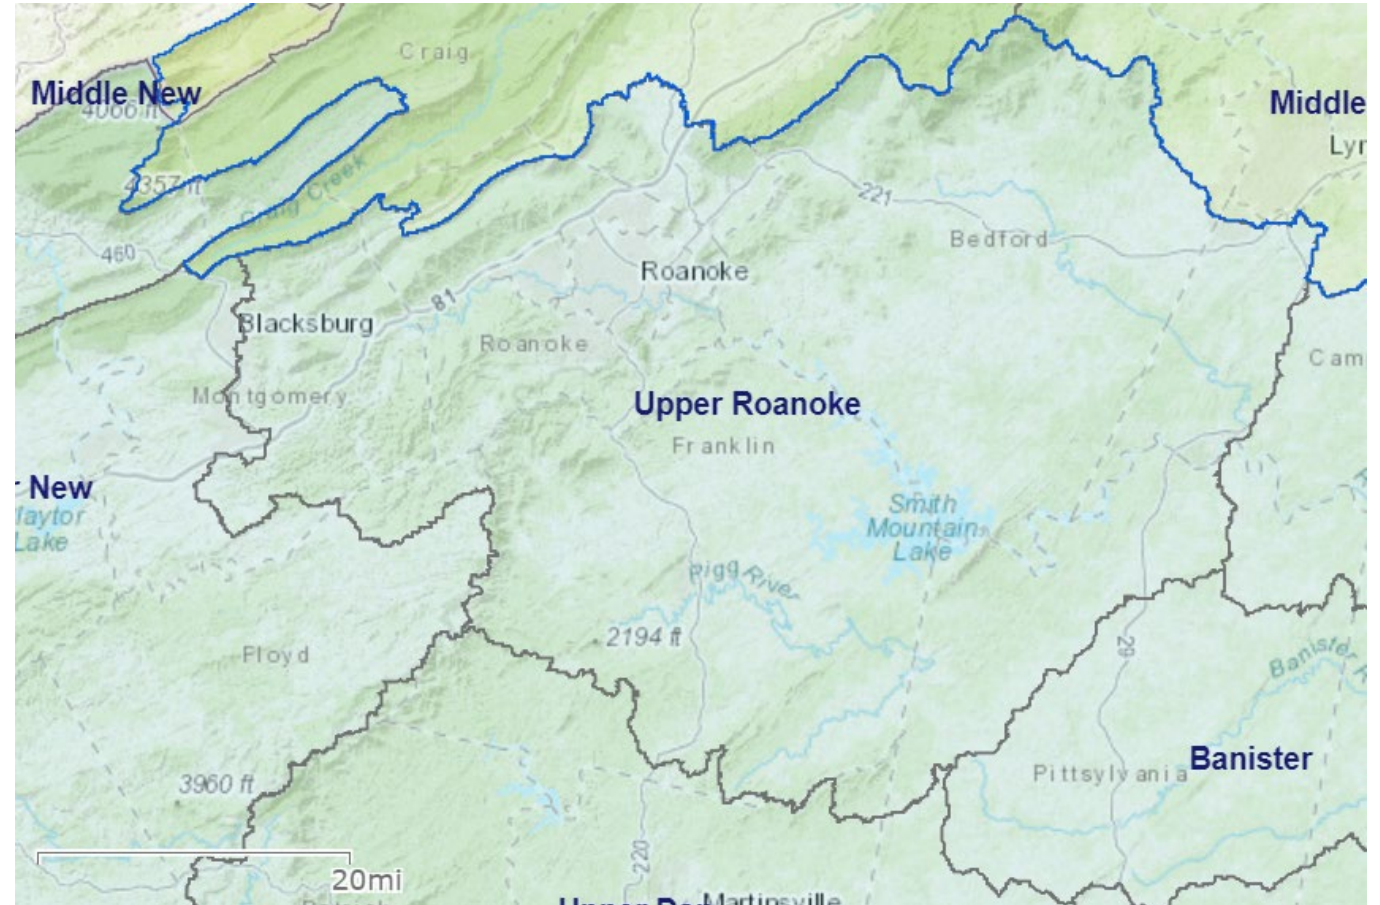 Craig
Middle New
4066 ft
Middle
Lyn
4357 ft
Craig Creek
221
460
Bedford
Roanoke
81
Blacksburg
Roanoke
Cam
Montgomery
Upper Roanoke
Franklin
r New
laytor
Lake
Smith
Mountain
Lake
Pigg River
2194 ft
29
Floyd
Banister R
Banister
Pittsylvania
3960 ft
20mi
220
Martinsville